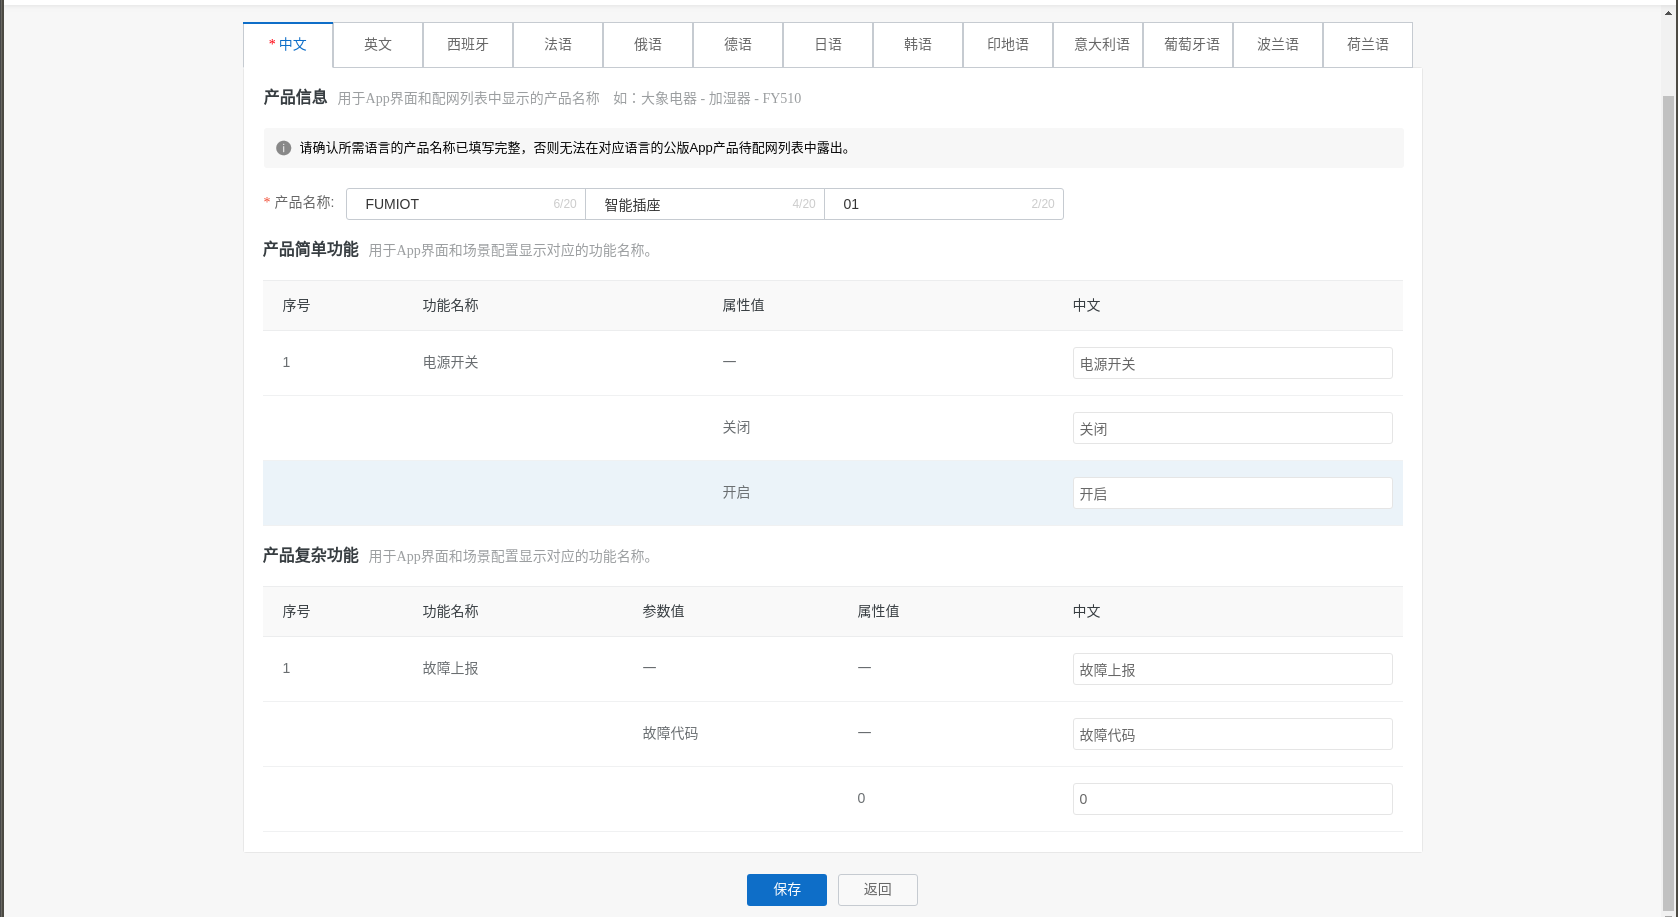 * 中文 英文 西班牙 法语 俄语 德语 日语 韩语 印地语 意大利语 葡萄牙语 波兰语 荷兰语
产品信息 用于App界面和配网列表中显示的产品名称 如：大象电器 - 加湿器 - FY510
请确认所需语言的产品名称已填写完整，否则无法在对应语言的公版App产品待配网列表中露出。
* 产品名称: FUMIOT 6/20 智能插座 4/20 01 2/20
产品简单功能 用于App界面和场景配置显示对应的功能名称。
序号 功能名称 属性值 中文
1 电源开关 — 电源开关
关闭 关闭
开启 开启
产品复杂功能 用于App界面和场景配置显示对应的功能名称。
序号 功能名称 参数值 属性值 中文
1 故障上报 — — 故障上报
故障代码 — 故障代码
0 0
保存 返回